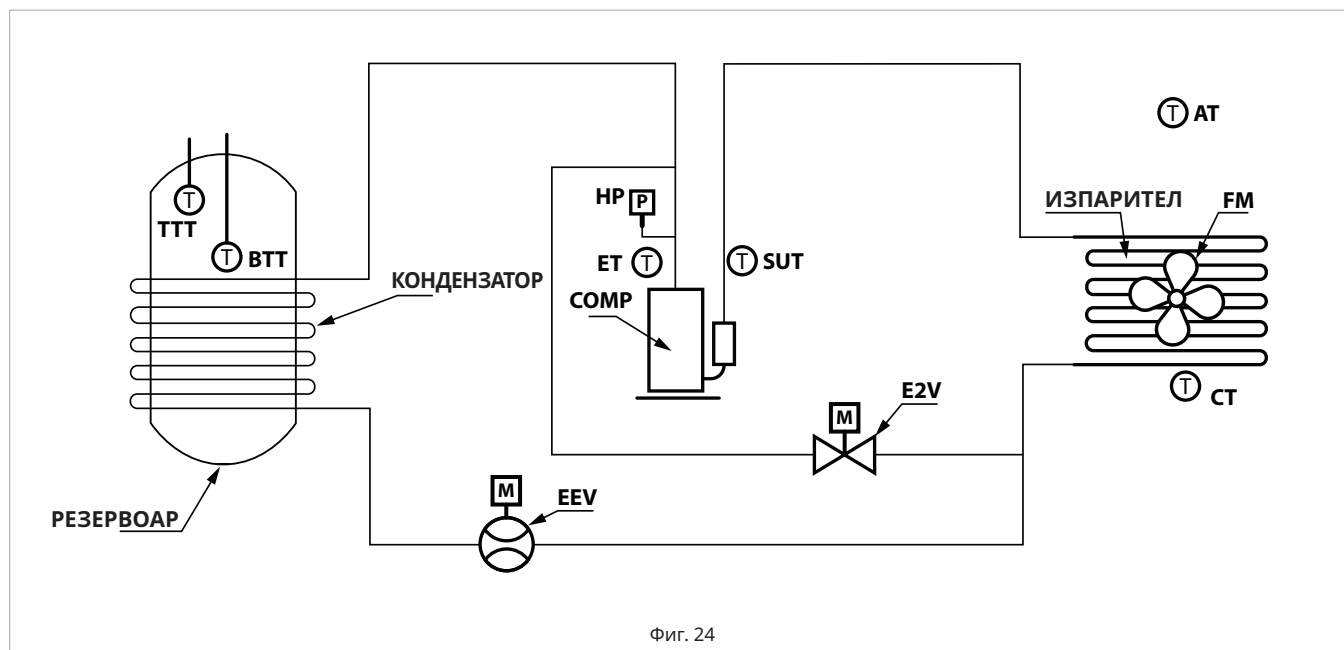 T AT
HP P
ИЗПАРИТЕЛ FM
T
TTT
T BTT
ET T
T SUT
КОНДЕНЗАТОР
COMP
T
CT
E2V
M
M
EEV
РЕЗЕРВОАР
Фиг. 24